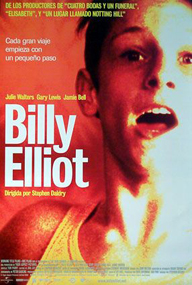 DE LOS PRODUCTORES DE "CUATRO BODAS Y UN FUNERAL",
"ELISABETH", Y "UN LUGAR LLAMADO NOTTING HILL"
Cada gran viaje
empieza con
un pequeño paso
Julie Walters Gary Lewis Jamie Bell
Billy
Elliot
Dirigida por Stephen Daldry